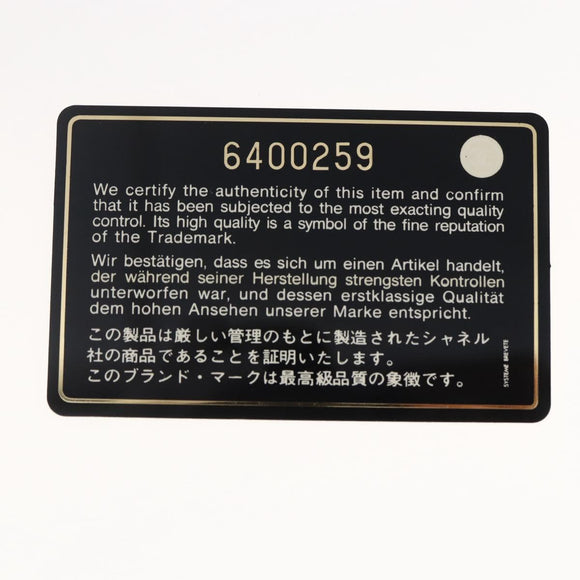 6400259
We certify the authenticity of this item and confirm
that it has been subjected to the most exacting quality
control. Its high quality is a symbol of the fine reputation
of the Trademark.
Wir bestätigen, dass es sich um einen Artikel handelt,
der während seiner Herstellung strengsten Kontrollen
unterworfen war, und dessen erstklassige Qualität
dem hohen Ansehen unserer Marke entspricht.
この製品は厳しい管理のもとに製造されたシャネル
社の商品であることを証明いたします。
このブランド・マークは最高級品質の象徴です。
SYSTEME BREVETE